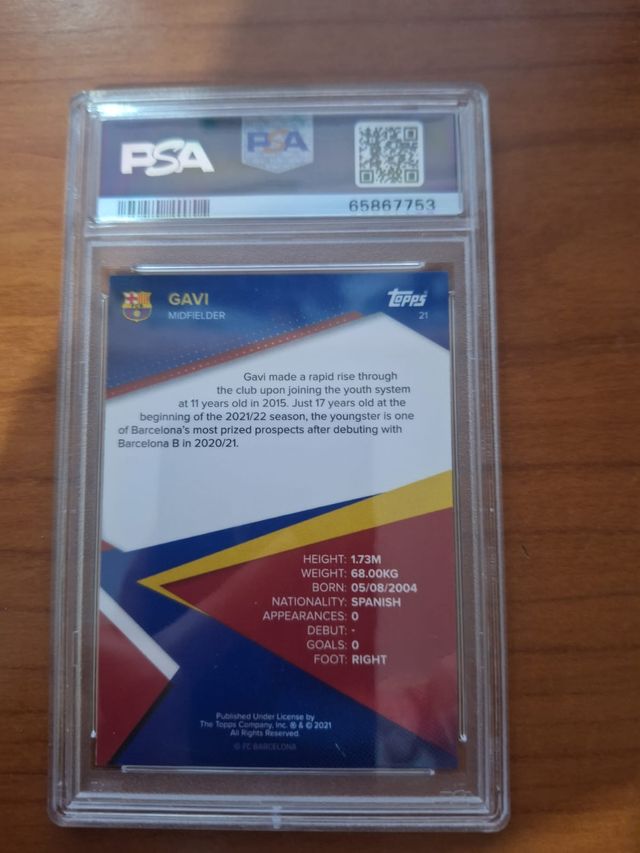 PSA
PSA
65867753
GAVI
MIDFIELDER
Topps
21
Gavi made a rapid rise through
the club upon joining the youth system
at 11 years old in 2015. Just 17 years old at the
beginning of the 2021/22 season, the youngster is one
of Barcelona's most prized prospects after debuting with
Barcelona B in 2020/21.
HEIGHT: 1.73M
WEIGHT: 68.00KG
BORN: 05/08/2004
NATIONALITY: SPANISH
APPEARANCES: 0
DEBUT: -
GOALS: 0
FOOT: RIGHT
Published Under License by
The Topps Company, Inc. ® & © 2021
All Rights Reserved.
© FC BARCELONA